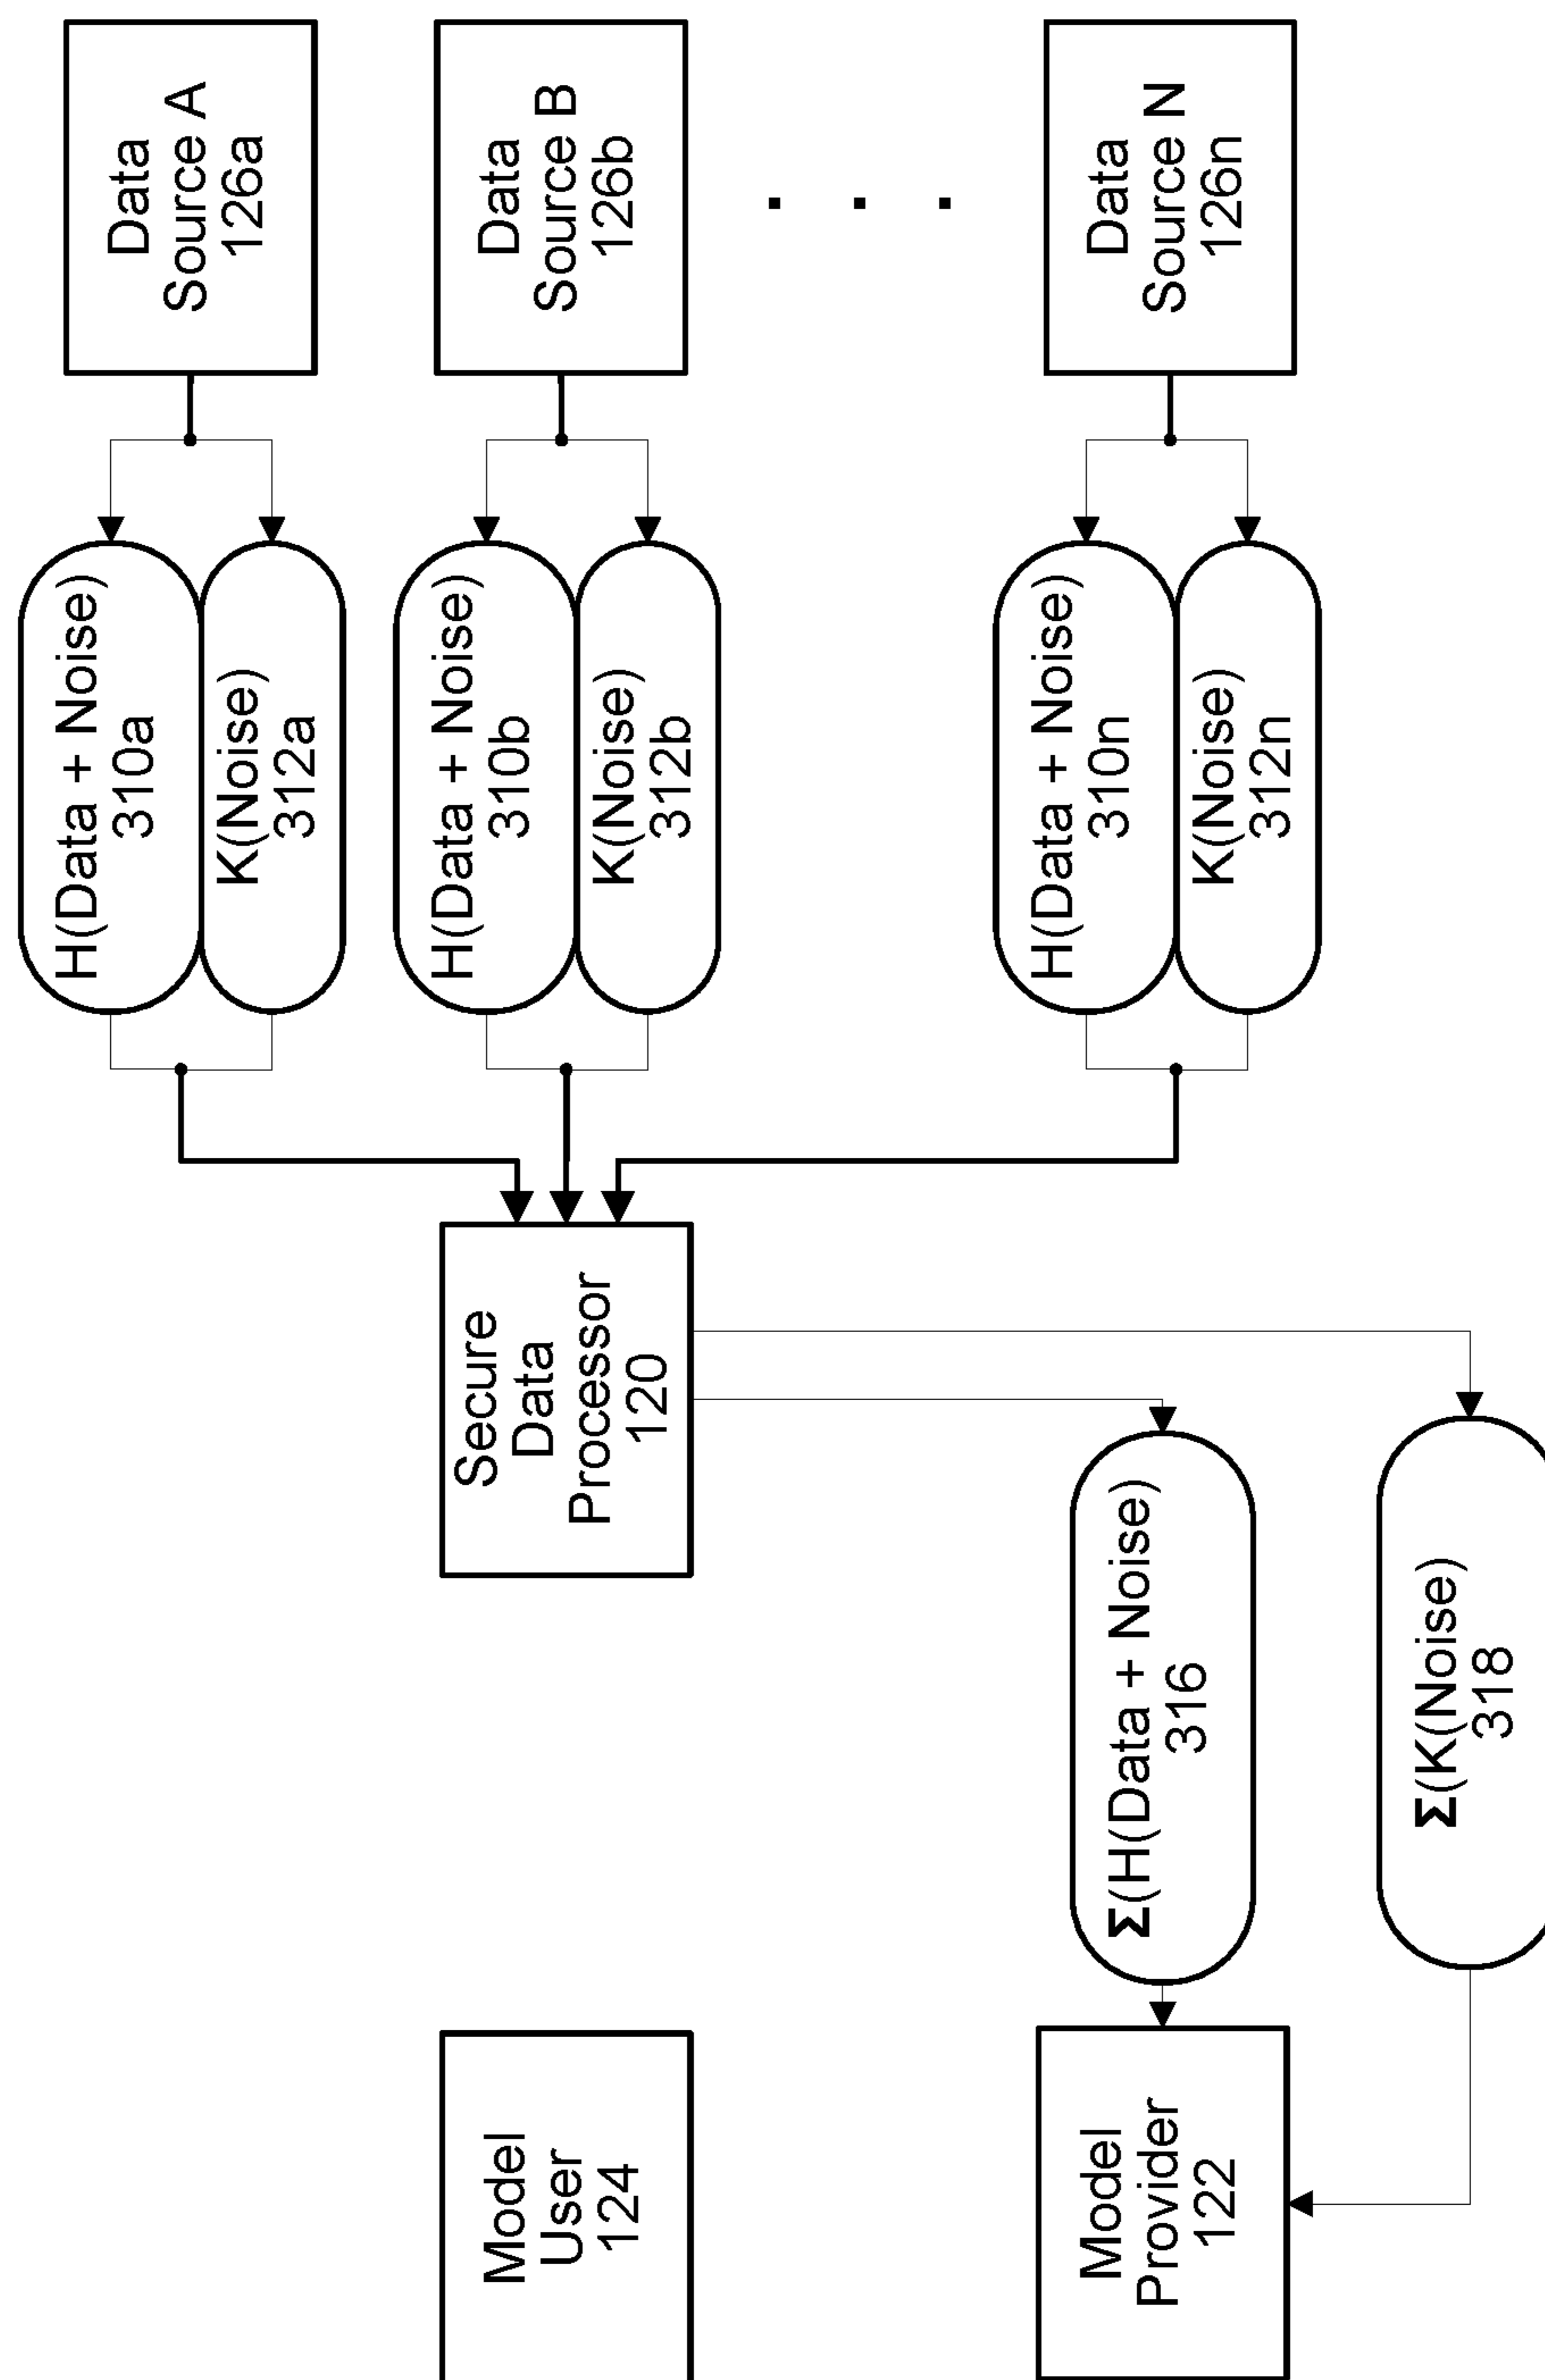 Data
Source A
126a
Data
Source B
126b
. . .
Data
Source N
126n
H(Data + Noise)
310a
K(Noise)
312a
H(Data + Noise)
310b
K(Noise)
312b
H(Data + Noise)
310n
K(Noise)
312n
Secure
Data
Processor
120
Σ(H(Data + Noise)
316
Σ(K(Noise)
318
Model
User
124
Model
Provider
122